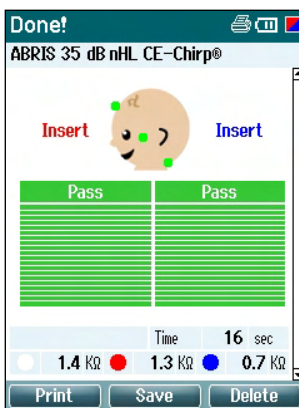 Done!
ABRIS 35 dB nHL CE-Chirp®
Insert Insert
Pass Pass
Time 16 sec
1.4 KΩ 1.3 KΩ 0.7 KΩ
Print Save Delete